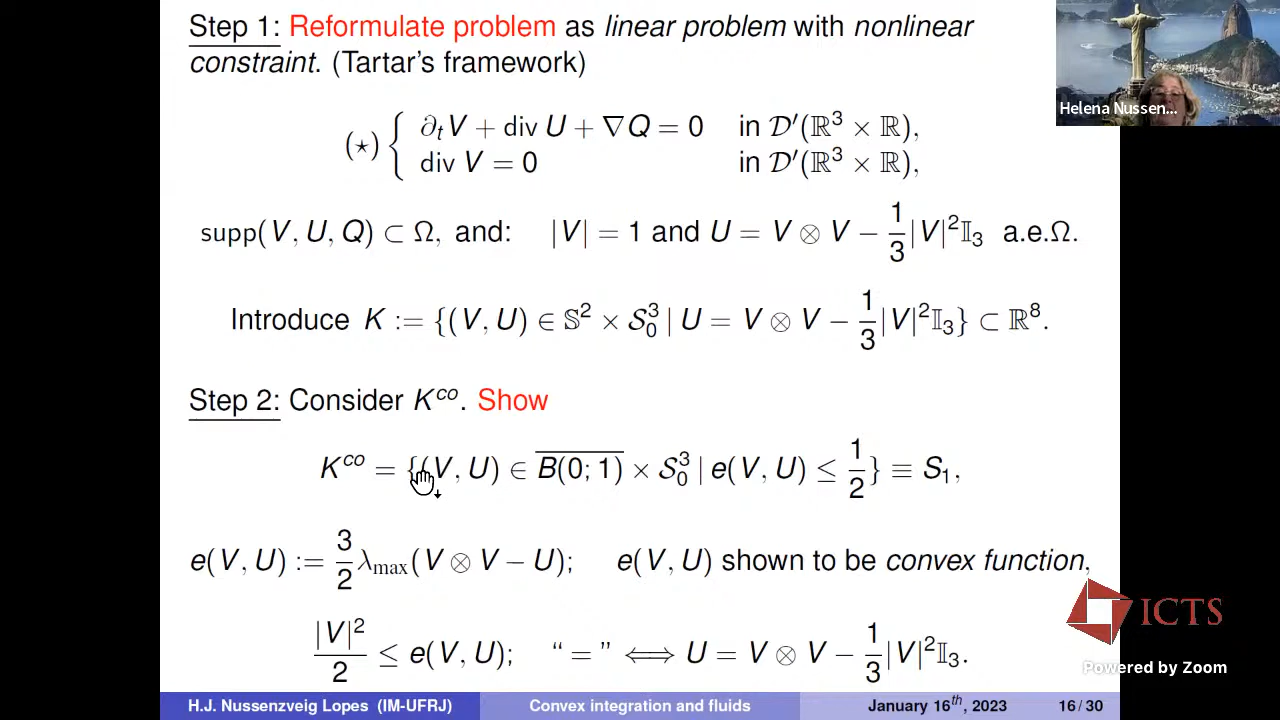 Step 1: Reformulate problem as linear problem with nonlinear
constraint. (Tartar's framework)
(⋆) { ∂ₜV + div U + ∇Q = 0 in 𝒟′(ℝ³ × ℝ),
div V = 0 in 𝒟′(ℝ³ × ℝ),
supp(V, U, Q) ⊂ Ω, and: |V| = 1 and U = V ⊗ V − 1/3 |V|²𝕀₃ a.e.Ω.
Introduce K := {(V, U) ∈ 𝕊² × 𝒮₀³ | U = V ⊗ V − 1/3 |V|²𝕀₃} ⊂ ℝ⁸.
Step 2: Consider K^co. Show
K^co = {(V, U) ∈ \overline{B(0; 1)} × 𝒮₀³ | e(V, U) ≤ 1/2} ≡ S₁,
e(V, U) := 3/2 λ_max(V ⊗ V − U); e(V, U) shown to be convex function,
|V|²/2 ≤ e(V, U); “ = ” ⟺ U = V ⊗ V − 1/3 |V|²𝕀₃.
H.J. Nussenzveig Lopes (IM-UFRJ) Convex integration and fluids January 16th, 2023 16 / 30
Helena Nussen...
ICTS
Powered by Zoom